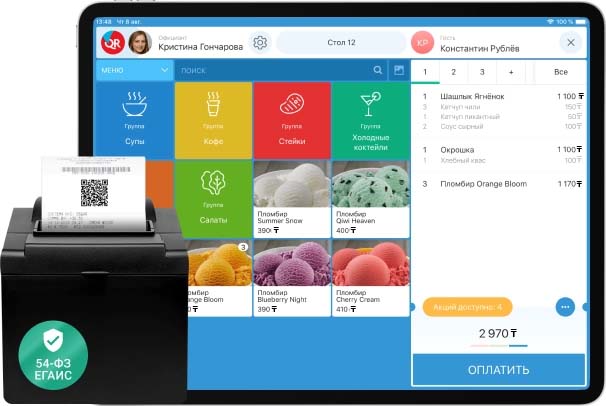 13:48 Чт 8 авг.
100 %
QR
Официант
Кристина Гончарова
Стол 12
KP
Гость
Константин Рублёв
МЕНЮ
ПОИСК
1 2 3 + Все
Группа
Супы
Группа
Кофе
Группа
Стейки
Группа
Холодные
коктейли
Группа
Салаты
Пломбир
Summer Snow
390 ₸
Пломбир
Qiwi Heaven
400 ₸
3
Orange Bloom
390 ₸
Пломбир
Blueberry Night
390 ₸
Пломбир
Cherry Cream
410 ₸
1 Шашлык Ягнёнок 1 100 ₸
3 Кетчуп чили 150 ₸
1 Кетчуп пикантный 50 ₸
2 Соус сырный 100 ₸
1 Окрошка 1 100 ₸
1 Хлебный квас 100 ₸
3 Пломбир Orange Bloom 1 170 ₸
Акций доступно: 4
2 970 ₸
ОПЛАТИТЬ
54-ФЗ
ЕГАИС